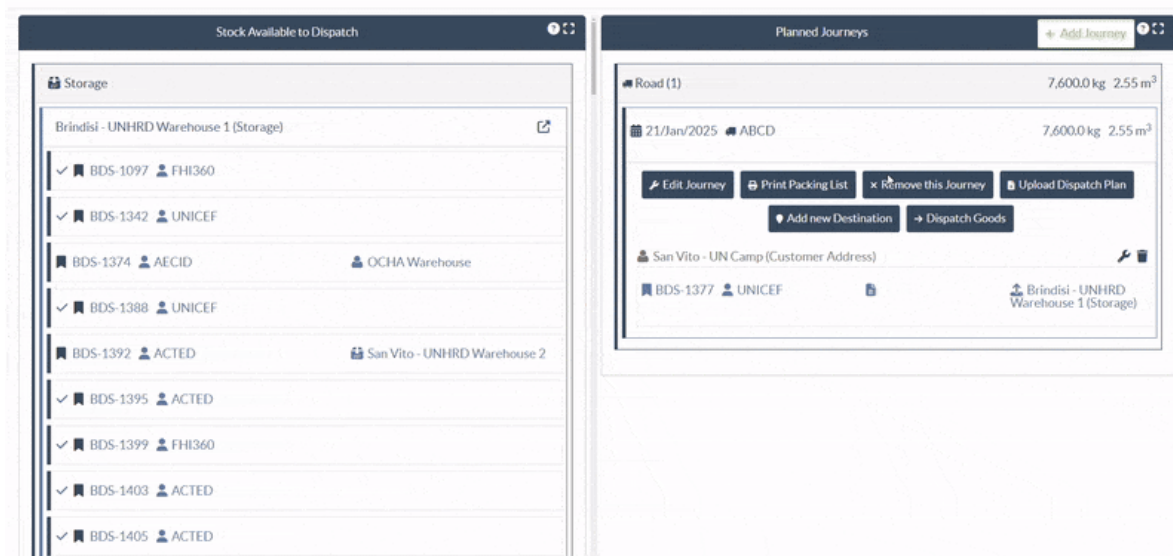 Stock Available to Dispatch
Storage
Brindisi - UNHRD Warehouse 1 (Storage)
BDS-1097 FHI360
BDS-1342 UNICEF
BDS-1374 AECID OCHA Warehouse
BDS-1388 UNICEF
BDS-1392 ACTED San Vito - UNHRD Warehouse 2
BDS-1395 ACTED
BDS-1399 FHI360
BDS-1403 ACTED
BDS-1405 ACTED
Planned Journeys
+ Add Journey
Road (1) 7,600.0 kg 2.55 m³
21/Jan/2025 ABCD 7,600.0 kg 2.55 m³
Edit Journey Print Packing List × Remove this Journey Upload Dispatch Plan
Add new Destination → Dispatch Goods
San Vito - UN Camp (Customer Address)
BDS-1377 UNICEF Brindisi - UNHRD
Warehouse 1 (Storage)